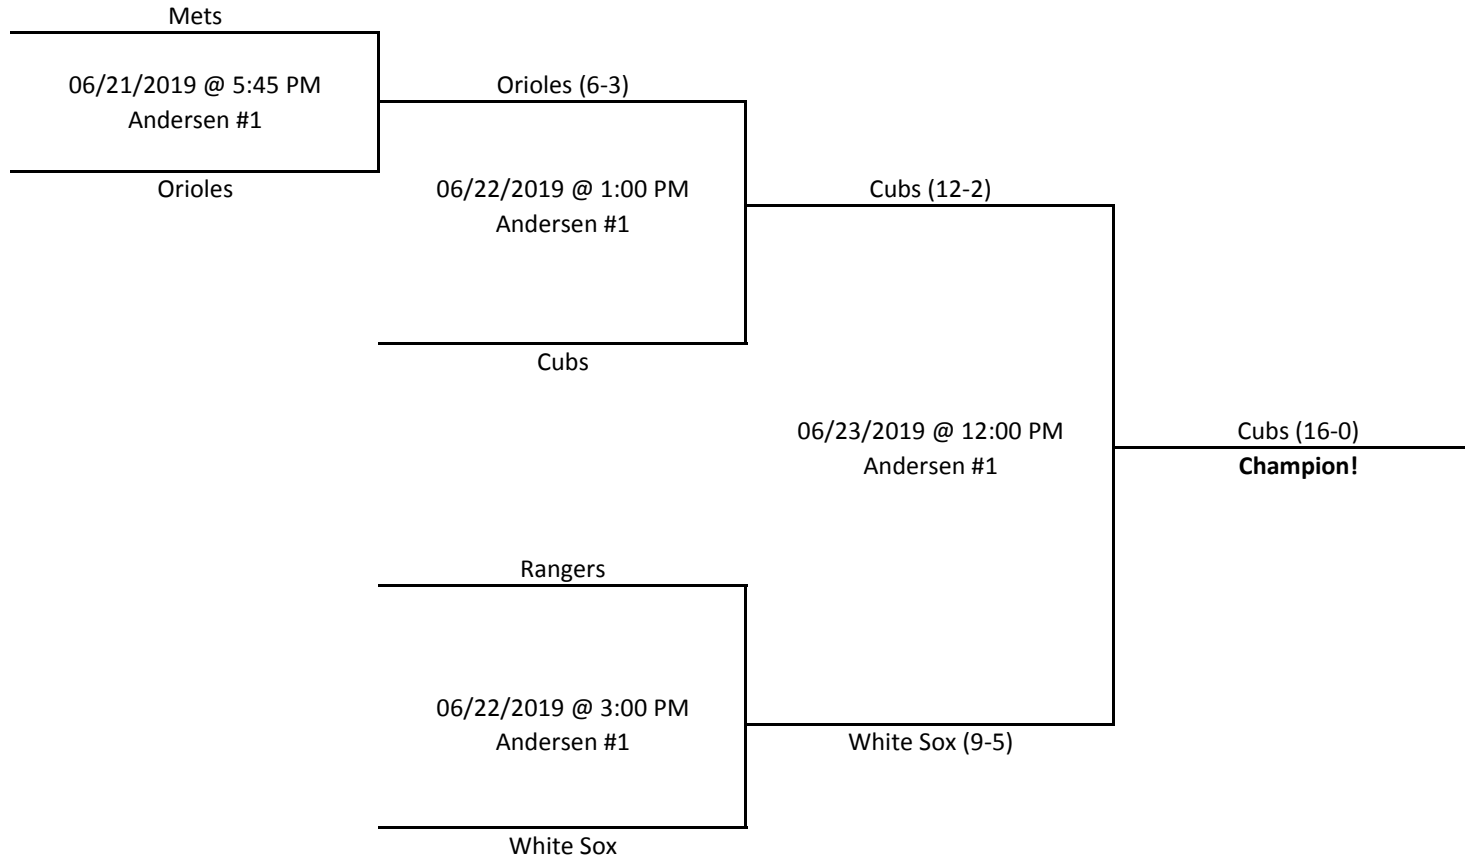 Mets
06/21/2019 @ 5:45 PM
Andersen #1
Orioles
Orioles (6-3)
06/22/2019 @ 1:00 PM
Andersen #1
Cubs
Cubs (12-2)
06/23/2019 @ 12:00 PM
Andersen #1
Cubs (16-0)
Champion!
Rangers
06/22/2019 @ 3:00 PM
Andersen #1
White Sox
White Sox (9-5)